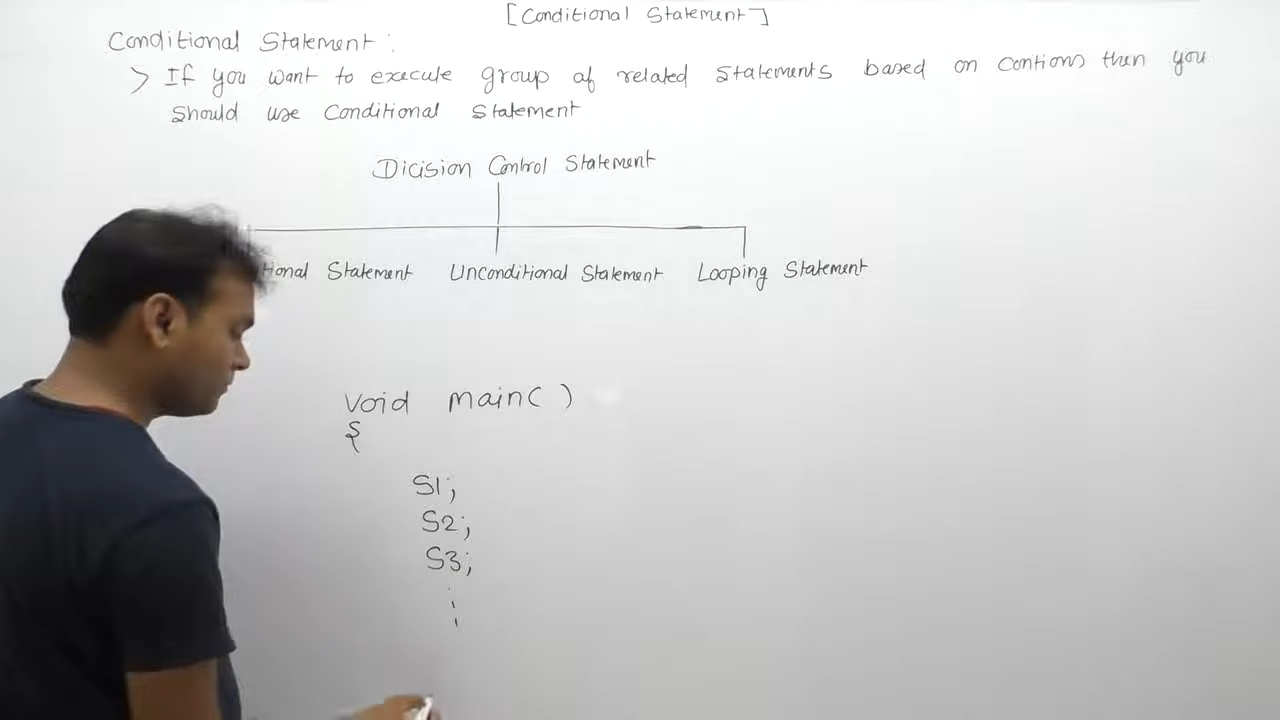 [Conditional Statement]
Conditional Statement :
> If you want to execute group of related statements based on contions then you
should use conditional statement
Dicision Control Statement
tional Statement Unconditional Statement Looping Statement
void main( )
{
S1;
S2;
S3;